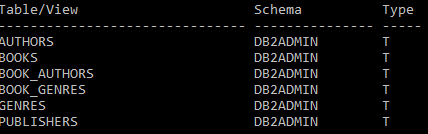 Table/View                      Schema          Type
------------------------------- --------------- -----
AUTHORS                         DB2ADMIN        T
BOOKS                           DB2ADMIN        T
BOOK_AUTHORS                    DB2ADMIN        T
BOOK_GENRES                     DB2ADMIN        T
GENRES                          DB2ADMIN        T
PUBLISHERS                      DB2ADMIN        T